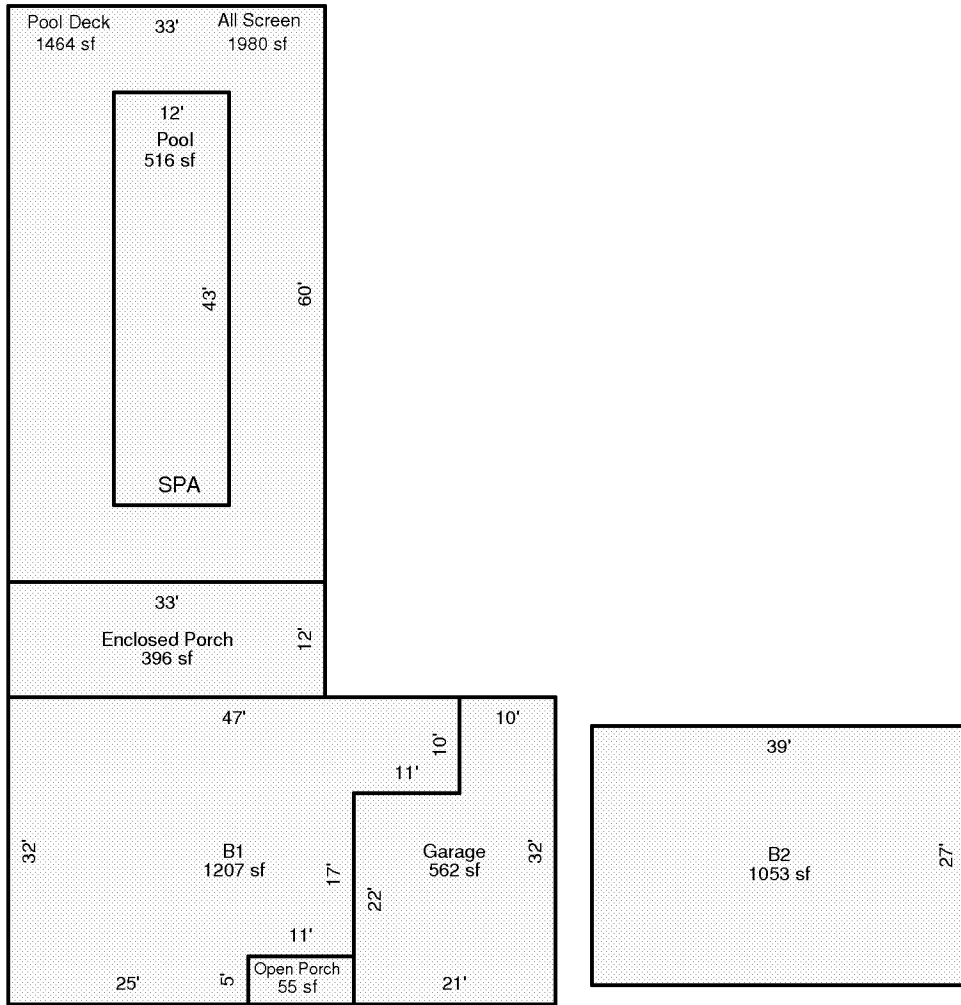 Pool Deck
1464 sf
33'
All Screen
1980 sf
12'
Pool
516 sf
43'
60'
SPA
33'
Enclosed Porch
396 sf
12'
47'
10'
10'
11'
32'
B1
1207 sf
17'
22'
Garage
562 sf
32'
11'
25'
5'
Open Porch
55 sf
21'
39'
B2
1053 sf
27'